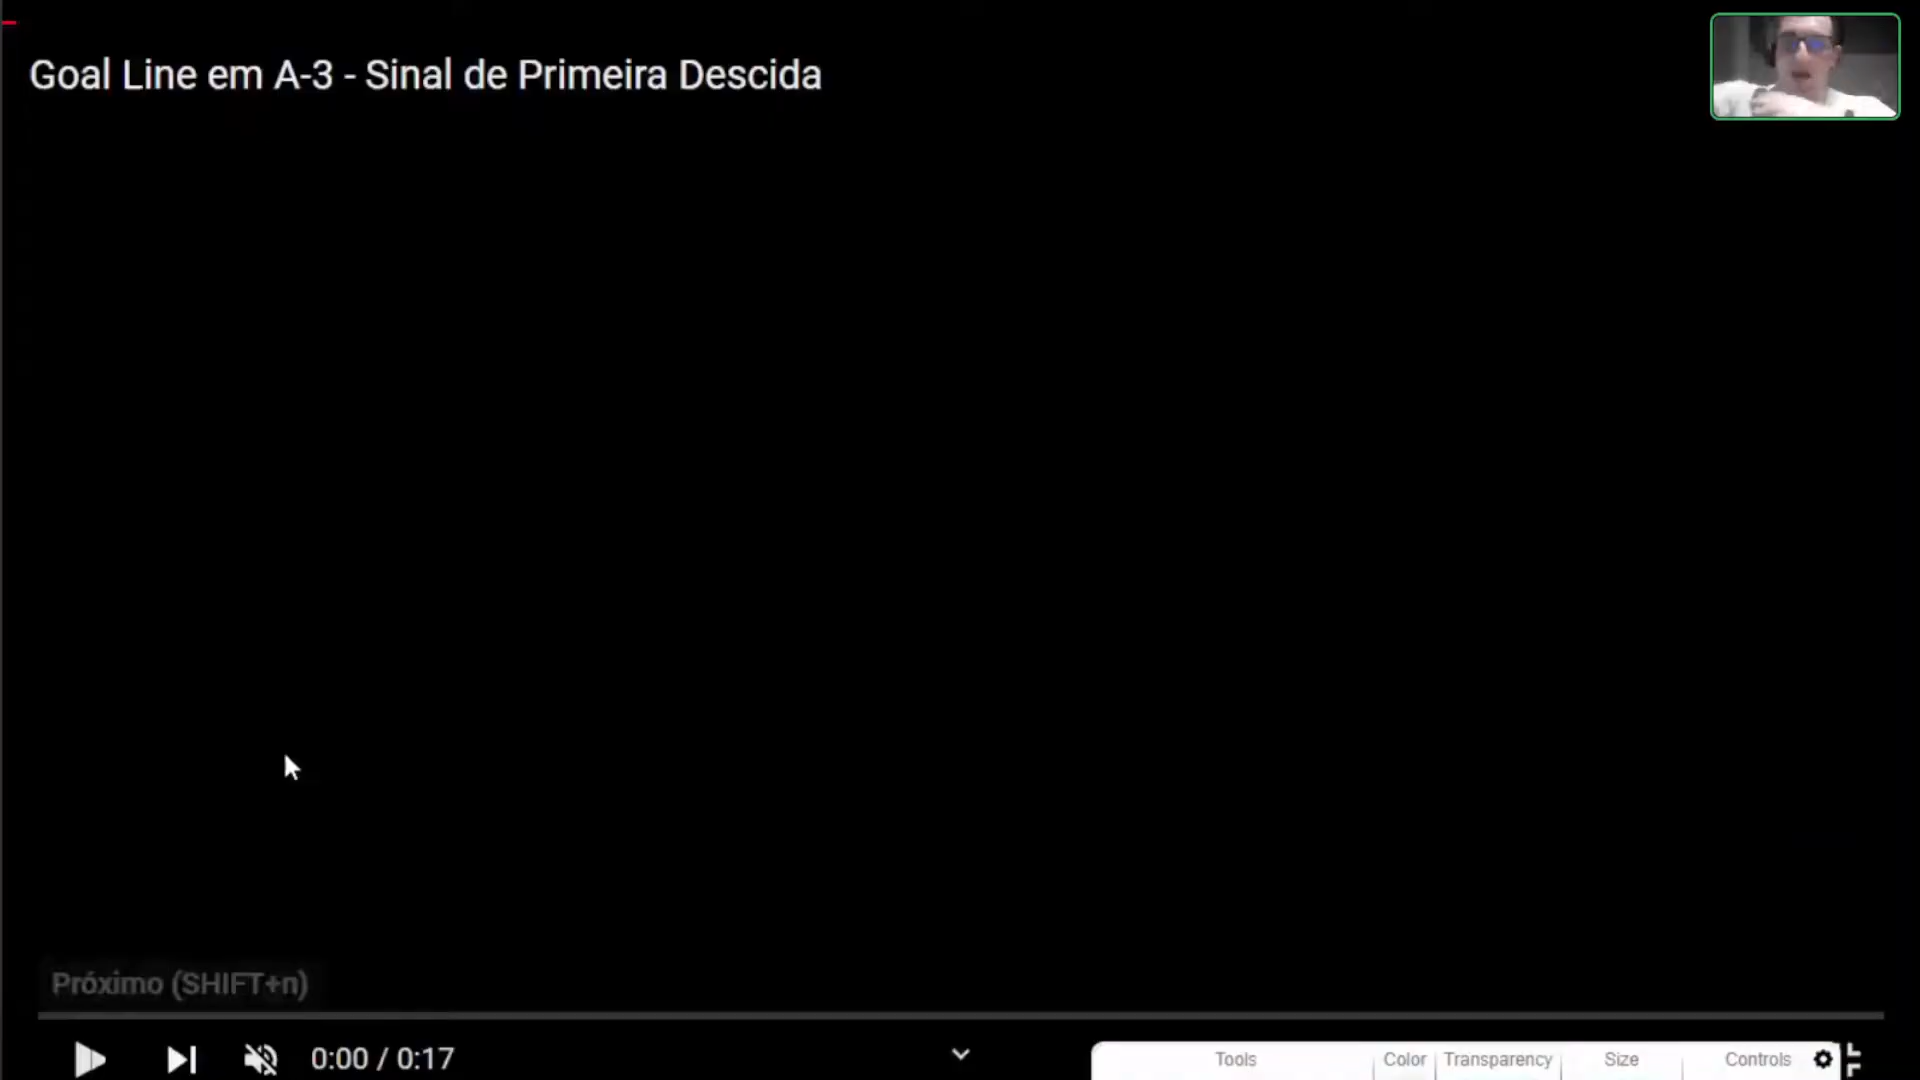 Goal Line em A-3 - Sinal de Primeira Descida
Próximo (SHIFT+n)
0:00 / 0:17
Tools
Color
Transparency
Size
Controls